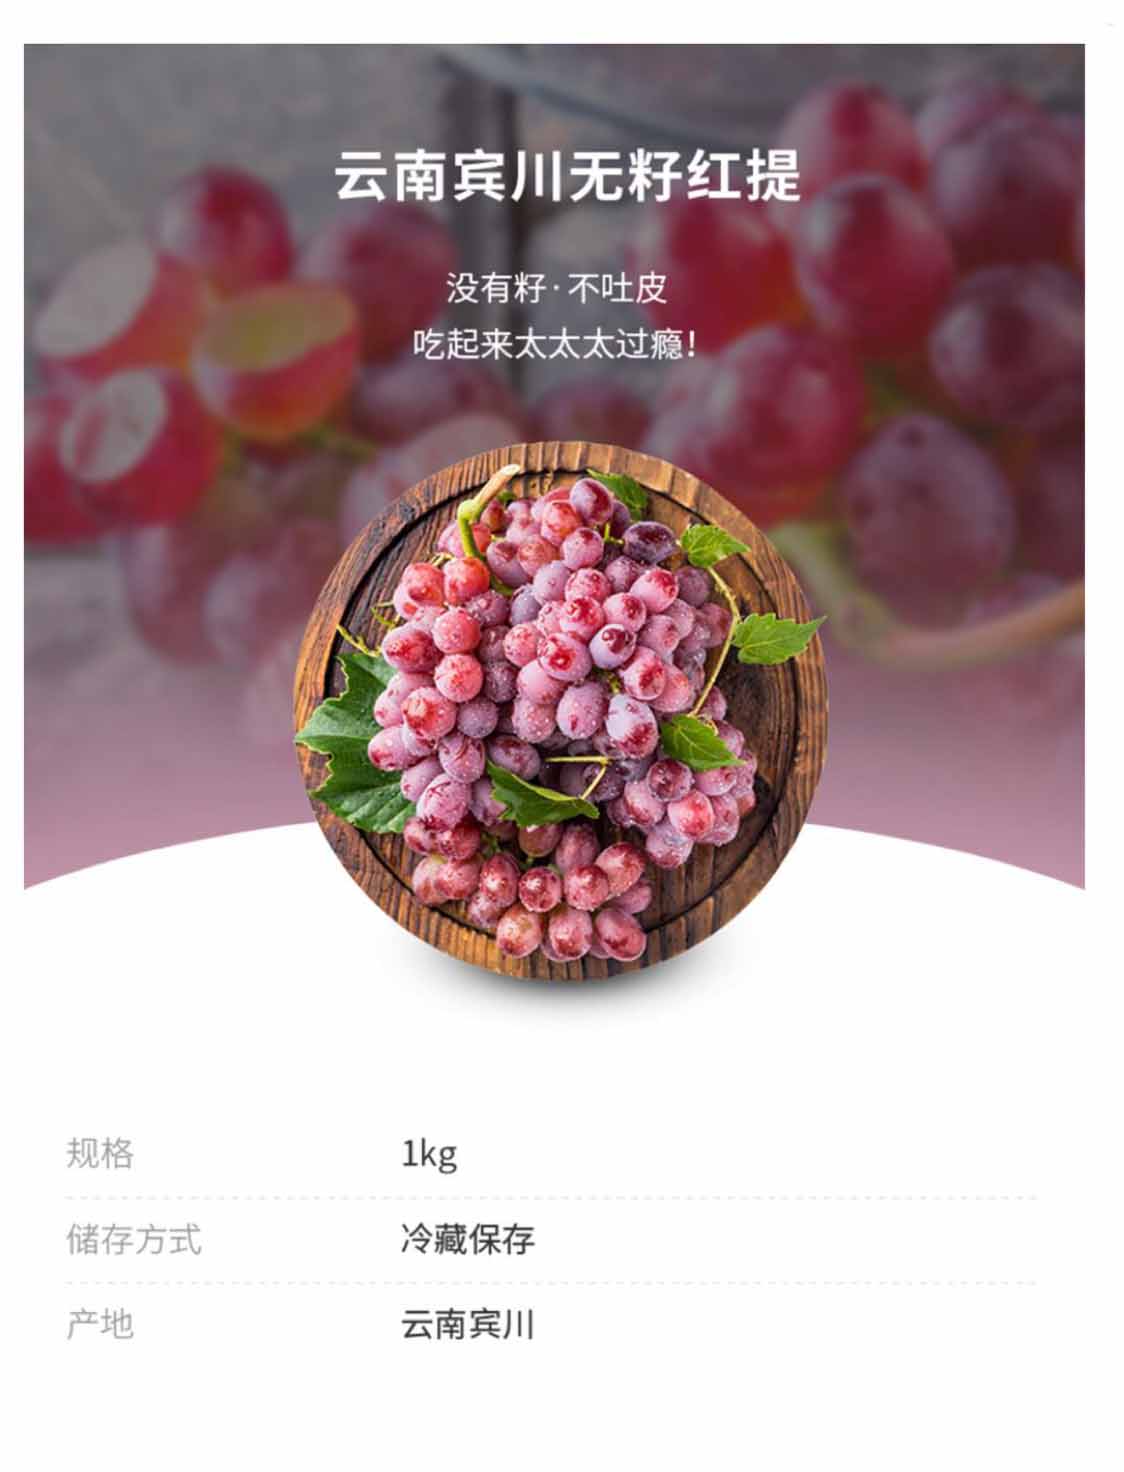 云南宾川无籽红提
没有籽·不吐皮
吃起来太太太过瘾!
规格 1kg
储存方式 冷藏保存
产地 云南宾川